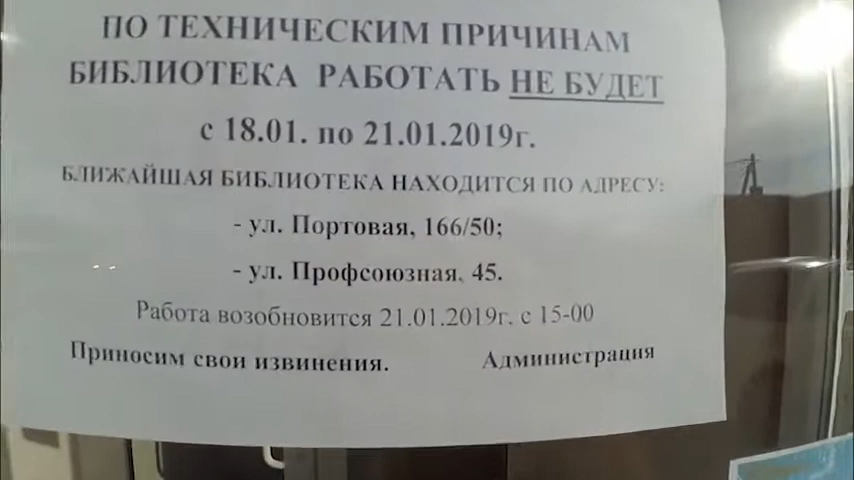 ПО ТЕХНИЧЕСКИМ ПРИЧИНАМ
БИБЛИОТЕКА РАБОТАТЬ НЕ БУДЕТ
с 18.01. по 21.01.2019г.
БЛИЖАЙШАЯ БИБЛИОТЕКА НАХОДИТСЯ ПО АДРЕСУ:
- ул. Портовая, 166/50;
- ул. Профсоюзная, 45.
Работа возобновится 21.01.2019г. с 15-00
Приносим свои извинения. Администрация